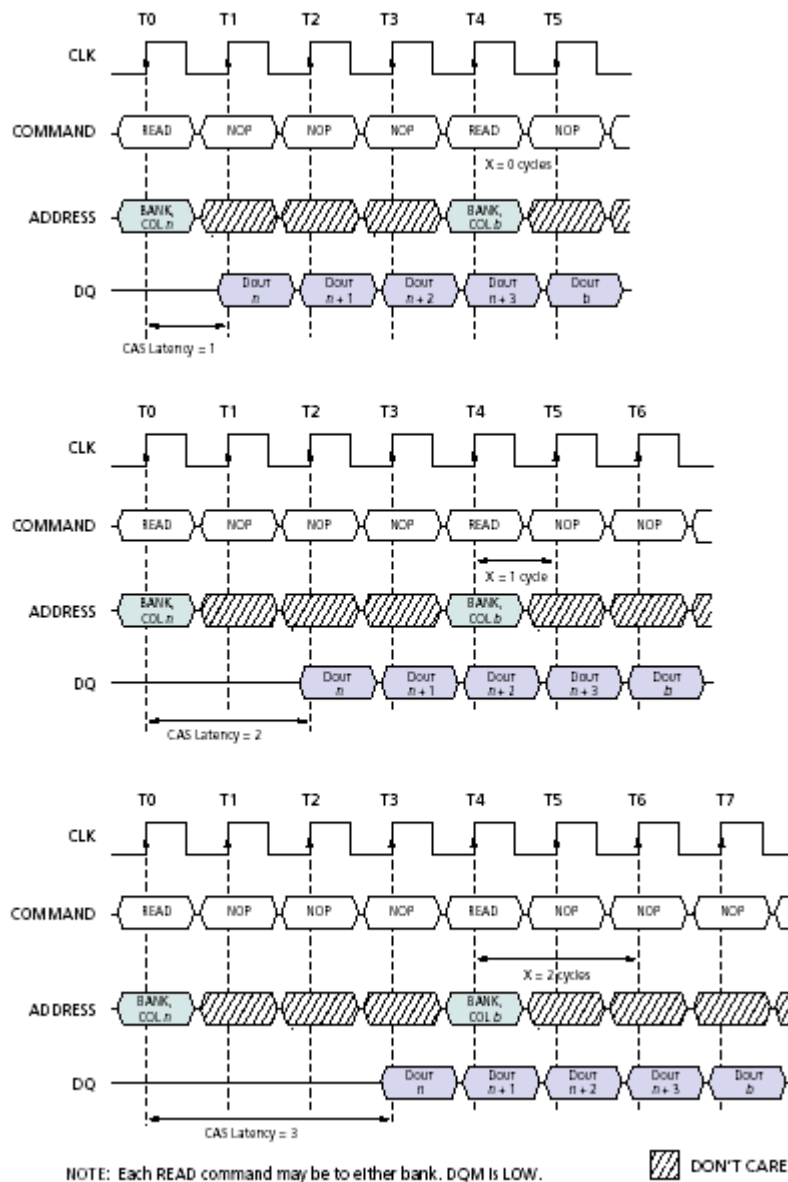 T0 T1 T2 T3 T4 T5
CLK
COMMAND READ NOP NOP NOP READ NOP
X = 0 cycles
ADDRESS BANK, COL n BANK, COL b
DQ DOUT n DOUT n + 1 DOUT n + 2 DOUT n + 3 DOUT b
CAS Latency = 1
T0 T1 T2 T3 T4 T5 T6
CLK
COMMAND READ NOP NOP NOP READ NOP NOP
X = 1 cycle
ADDRESS BANK, COL n BANK, COL b
DQ DOUT n DOUT n + 1 DOUT n + 2 DOUT n + 3 DOUT b
CAS Latency = 2
T0 T1 T2 T3 T4 T5 T6 T7
CLK
COMMAND READ NOP NOP NOP READ NOP NOP NOP
X = 2 cycles
ADDRESS BANK, COL n BANK, COL b
DQ DOUT n DOUT n + 1 DOUT n + 2 DOUT n + 3 DOUT b
CAS Latency = 3
NOTE: Each READ command may be to either bank. DQM is LOW.
DON'T CARE